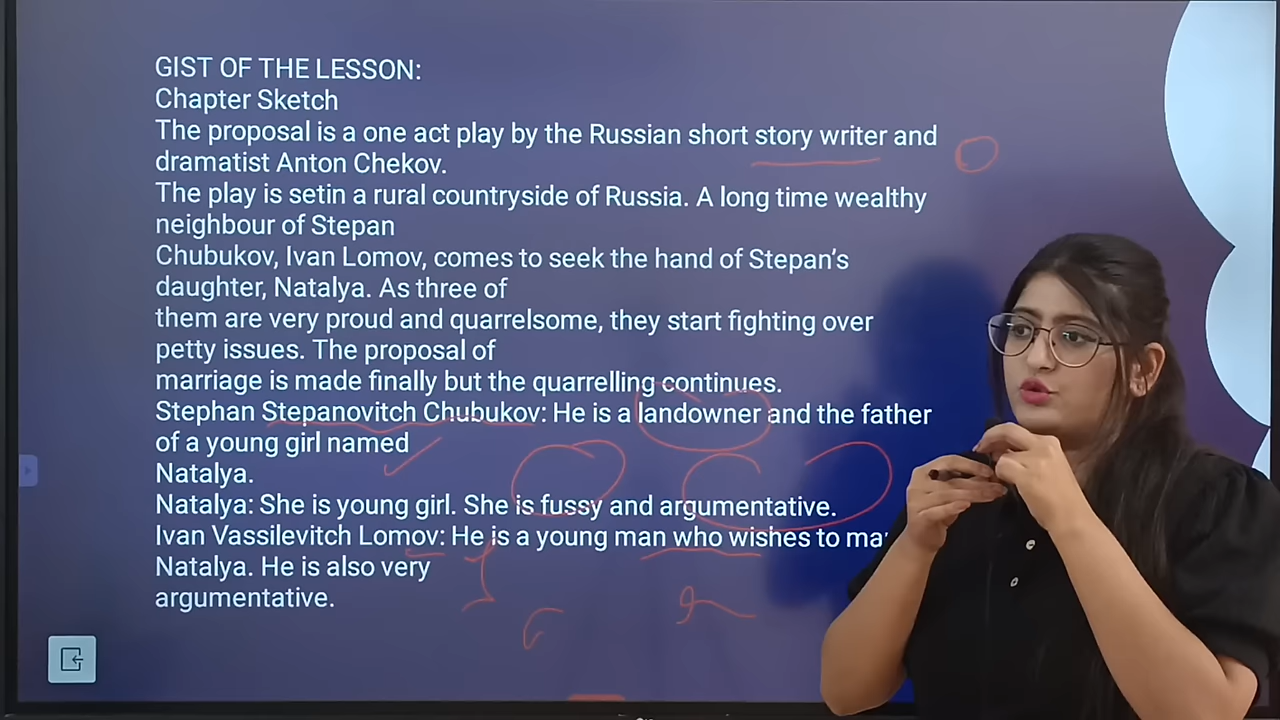 GIST OF THE LESSON:
Chapter Sketch
The proposal is a one act play by the Russian short story writer and
dramatist Anton Chekov.
The play is setin a rural countryside of Russia. A long time wealthy
neighbour of Stepan
Chubukov, Ivan Lomov, comes to seek the hand of Stepan’s
daughter, Natalya. As three of
them are very proud and quarrelsome, they start fighting over
petty issues. The proposal of
marriage is made finally but the quarrelling continues.
Stephan Stepanovitch Chubukov: He is a landowner and the father
of a young girl named
Natalya.
Natalya: She is young girl. She is fussy and argumentative.
Ivan Vassilevitch Lomov: He is a young man who wishes to
Natalya. He is also very
argumentative.